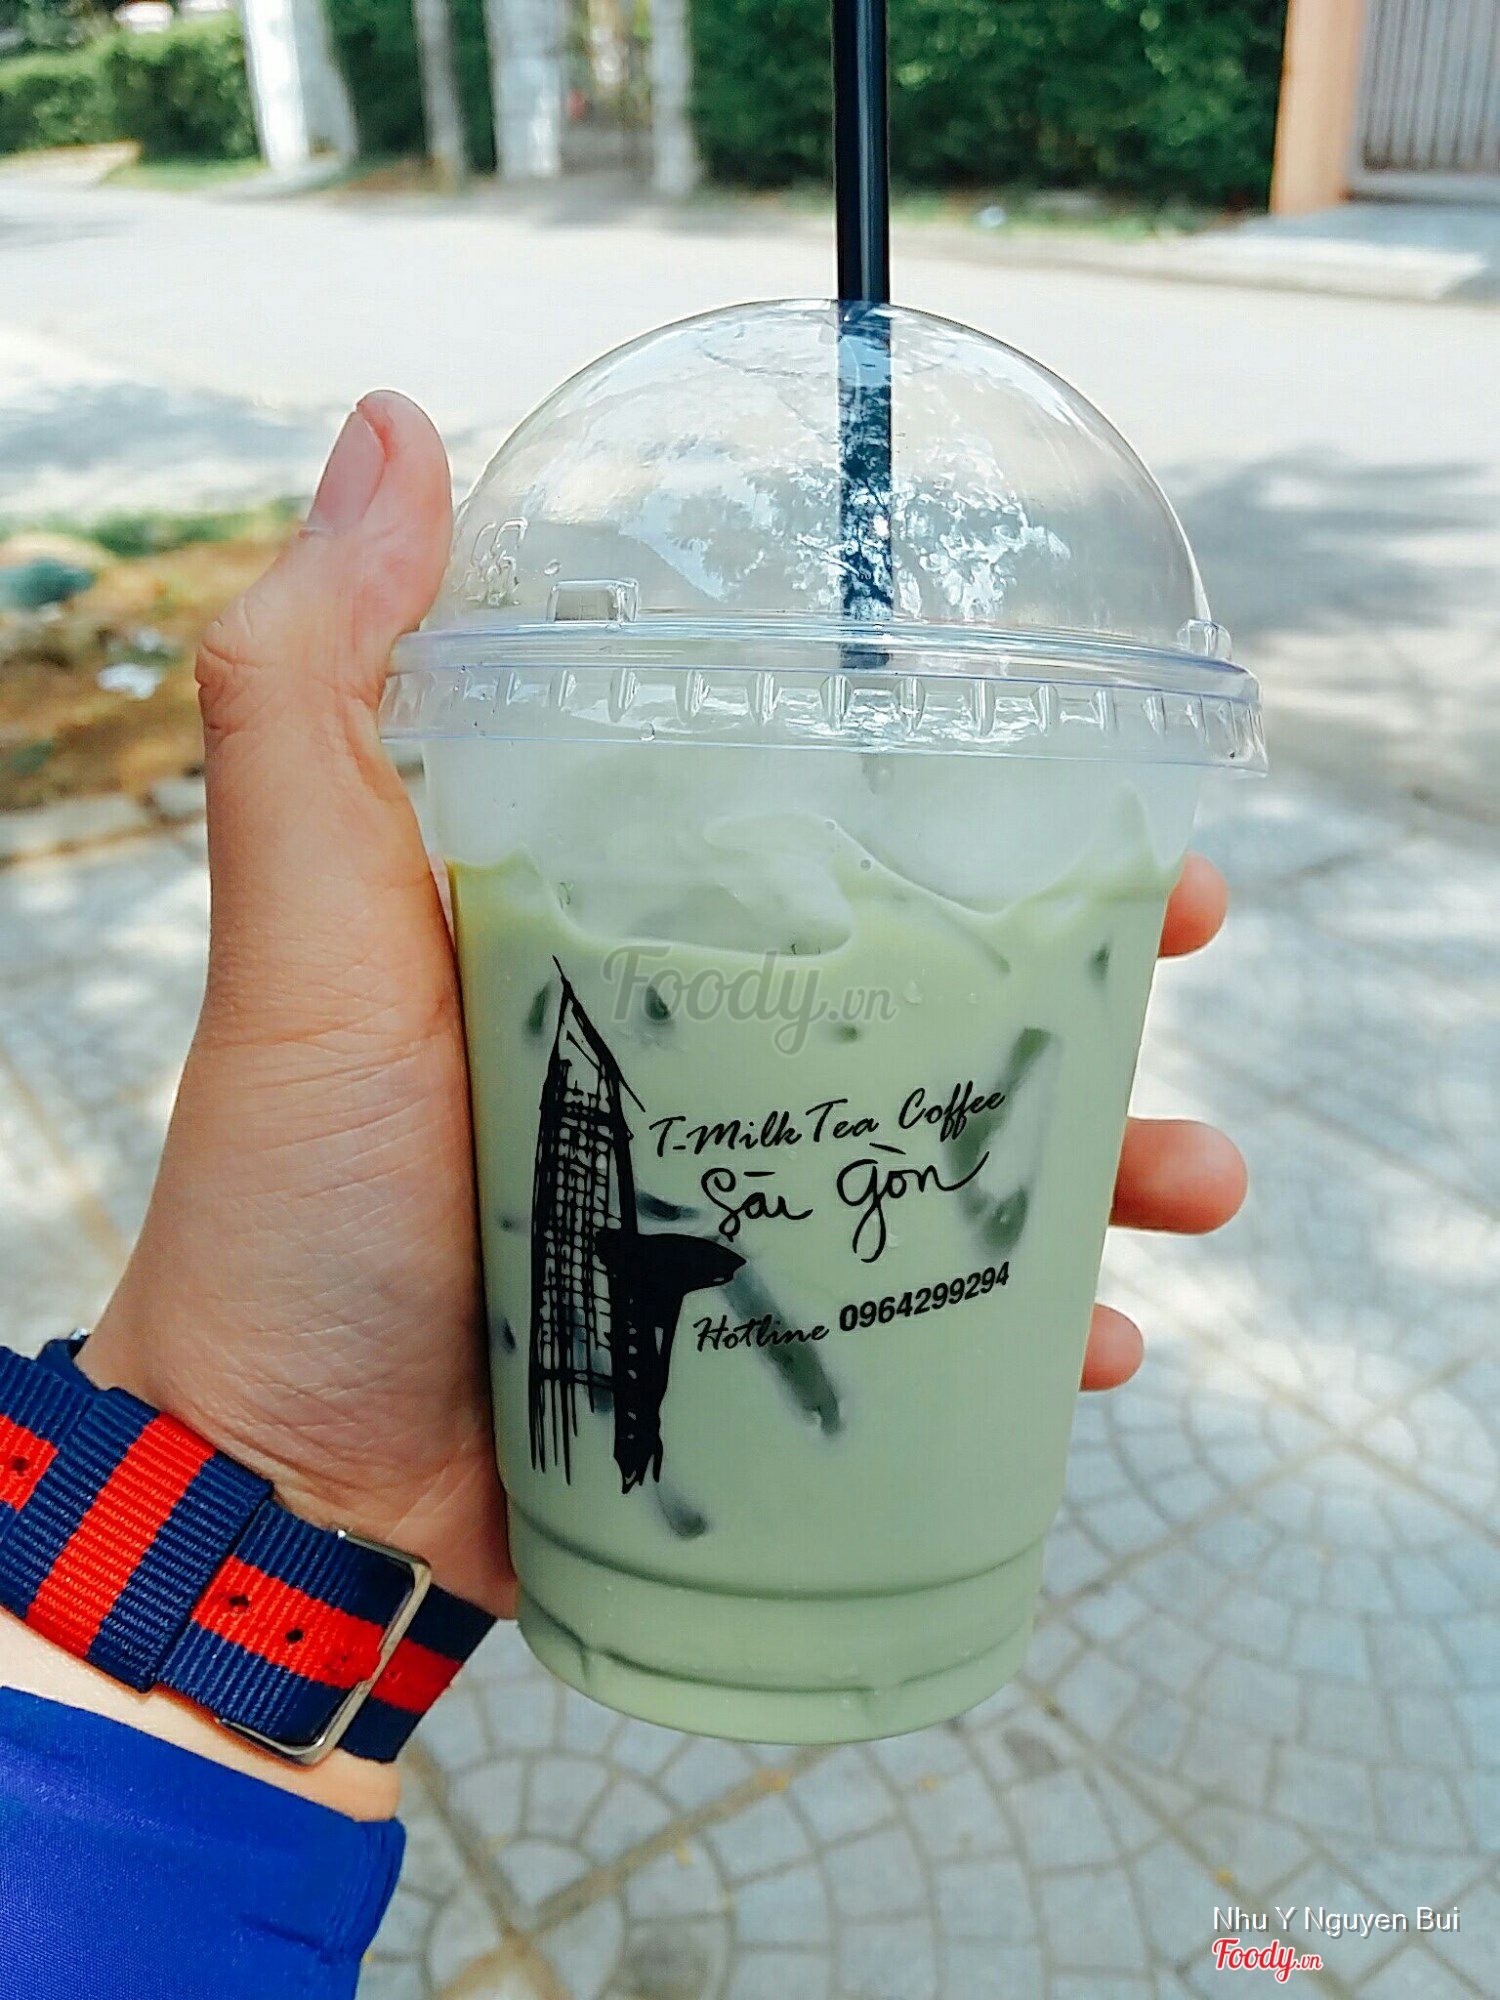 Foody.vn
T-Milk Tea Coffee
Sài gòn
Hotline 0964299294
Nhu Y Nguyen Bui
Foody.vn